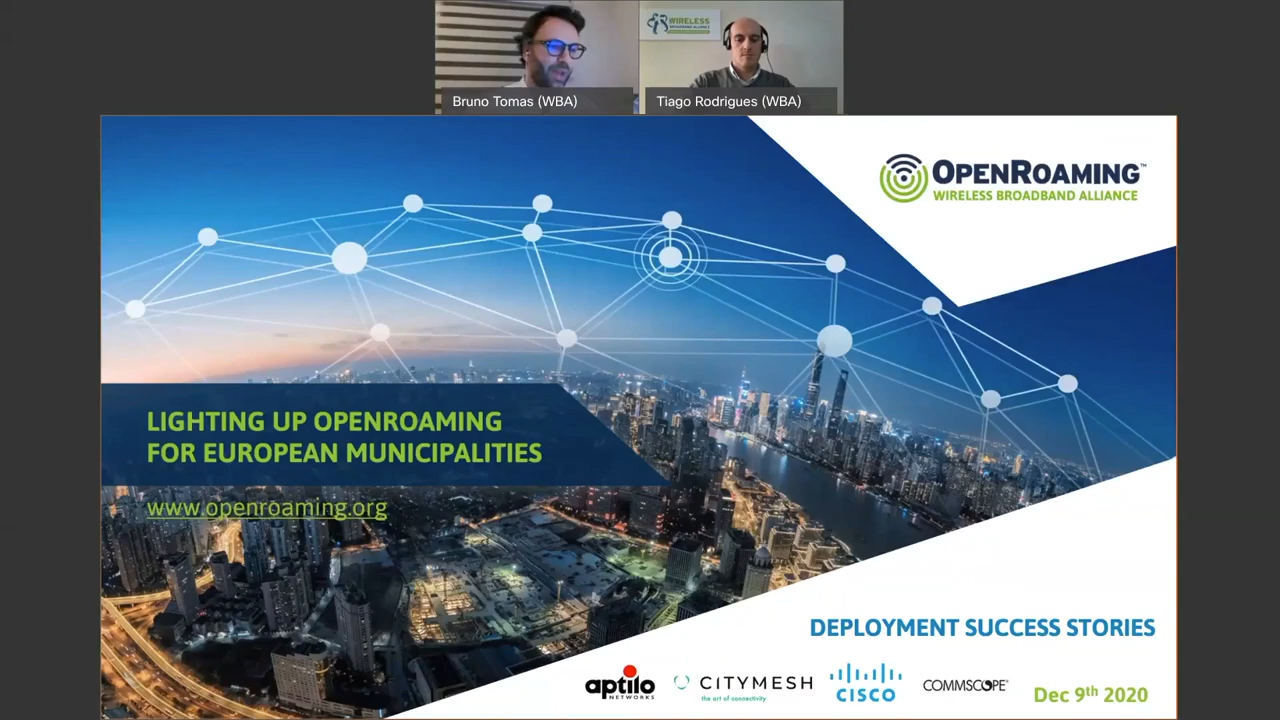 WIRELESS
BROADBAND ALLIANCE
Bruno Tomas (WBA)
Tiago Rodrigues (WBA)
OPENROAMING™
WIRELESS BROADBAND ALLIANCE
LIGHTING UP OPENROAMING
FOR EUROPEAN MUNICIPALITIES
www.openroaming.org
DEPLOYMENT SUCCESS STORIES
aptilo
NETWORKS
CITYMESH
the art of connectivity
CISCO
COMMSCOPE®
Dec 9th 2020